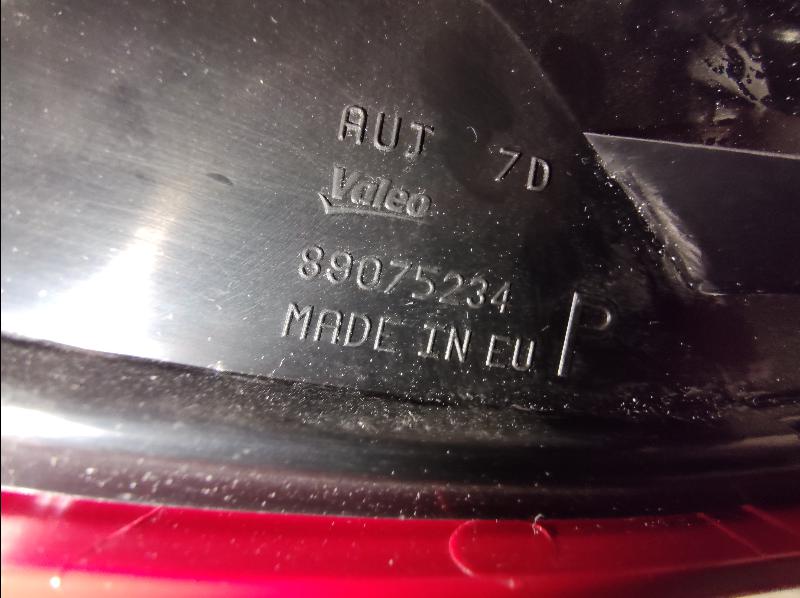 AUT 7D
Valeo
89075234
MADE IN EU
P